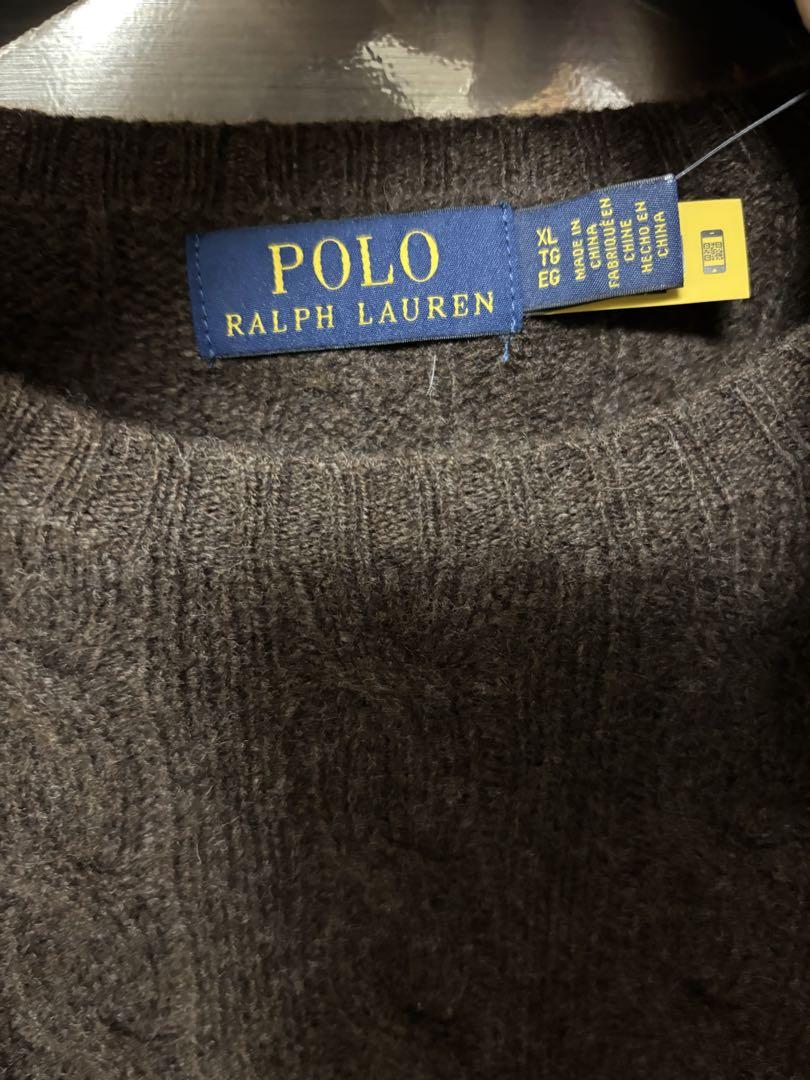 POLO
RALPH LAUREN
XL
TG
EG
MADE IN
CHINA
FABRIQUÉ EN
CHINE
HECHO EN
CHINA